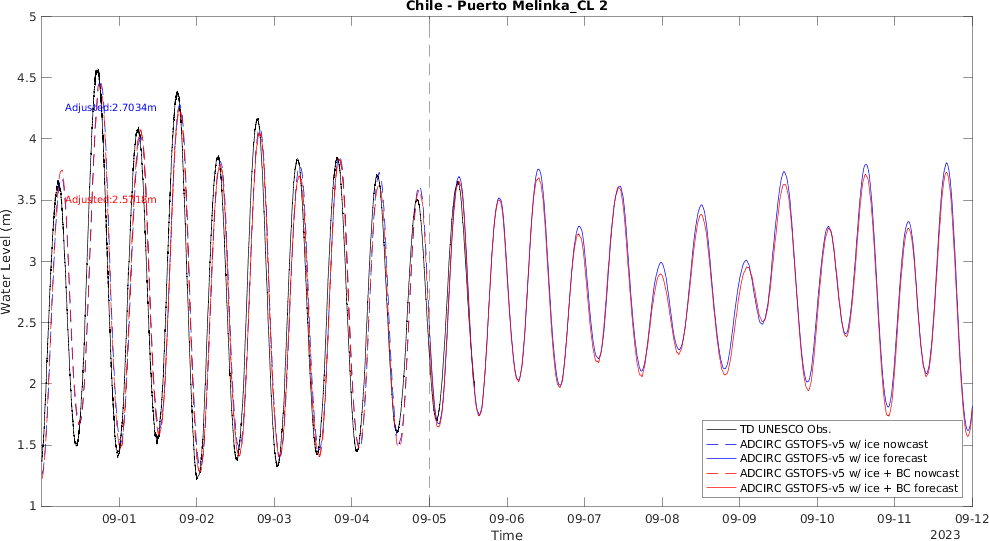 Chile - Puerto Melinka_CL 2
5
4.5
4
3.5
3
2.5
2
1.5
1
Water Level (m)
Adjusted:2.7034m
Adjusted:2.5718m
TD UNESCO Obs.
ADCIRC GSTOFS-v5 w/ ice nowcast
ADCIRC GSTOFS-v5 w/ ice forecast
ADCIRC GSTOFS-v5 w/ ice + BC nowcast
ADCIRC GSTOFS-v5 w/ ice + BC forecast
09-01 09-02 09-03 09-04 09-05 09-06 09-07 09-08 09-09 09-10 09-11 09-12
Time
2023